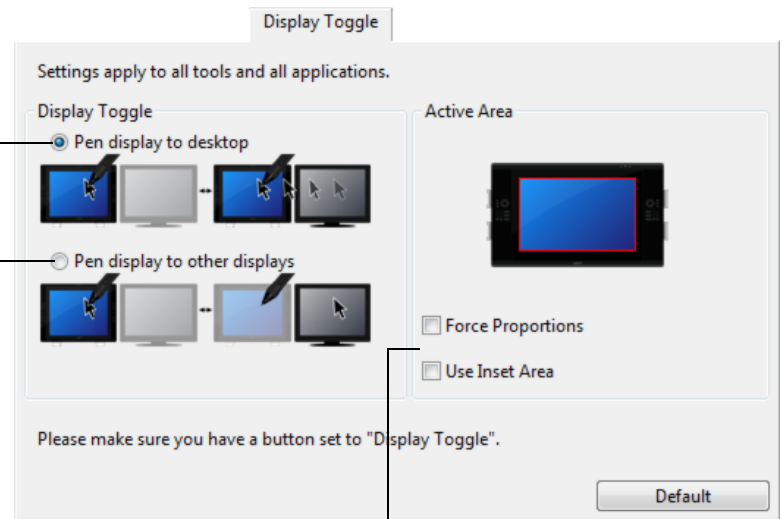 Display Toggle
Settings apply to all tools and all applications.
Display Toggle
Pen display to desktop
Pen display to other displays
Active Area
Force Proportions
Use Inset Area
Please make sure you have a button set to "Display Toggle".
Default